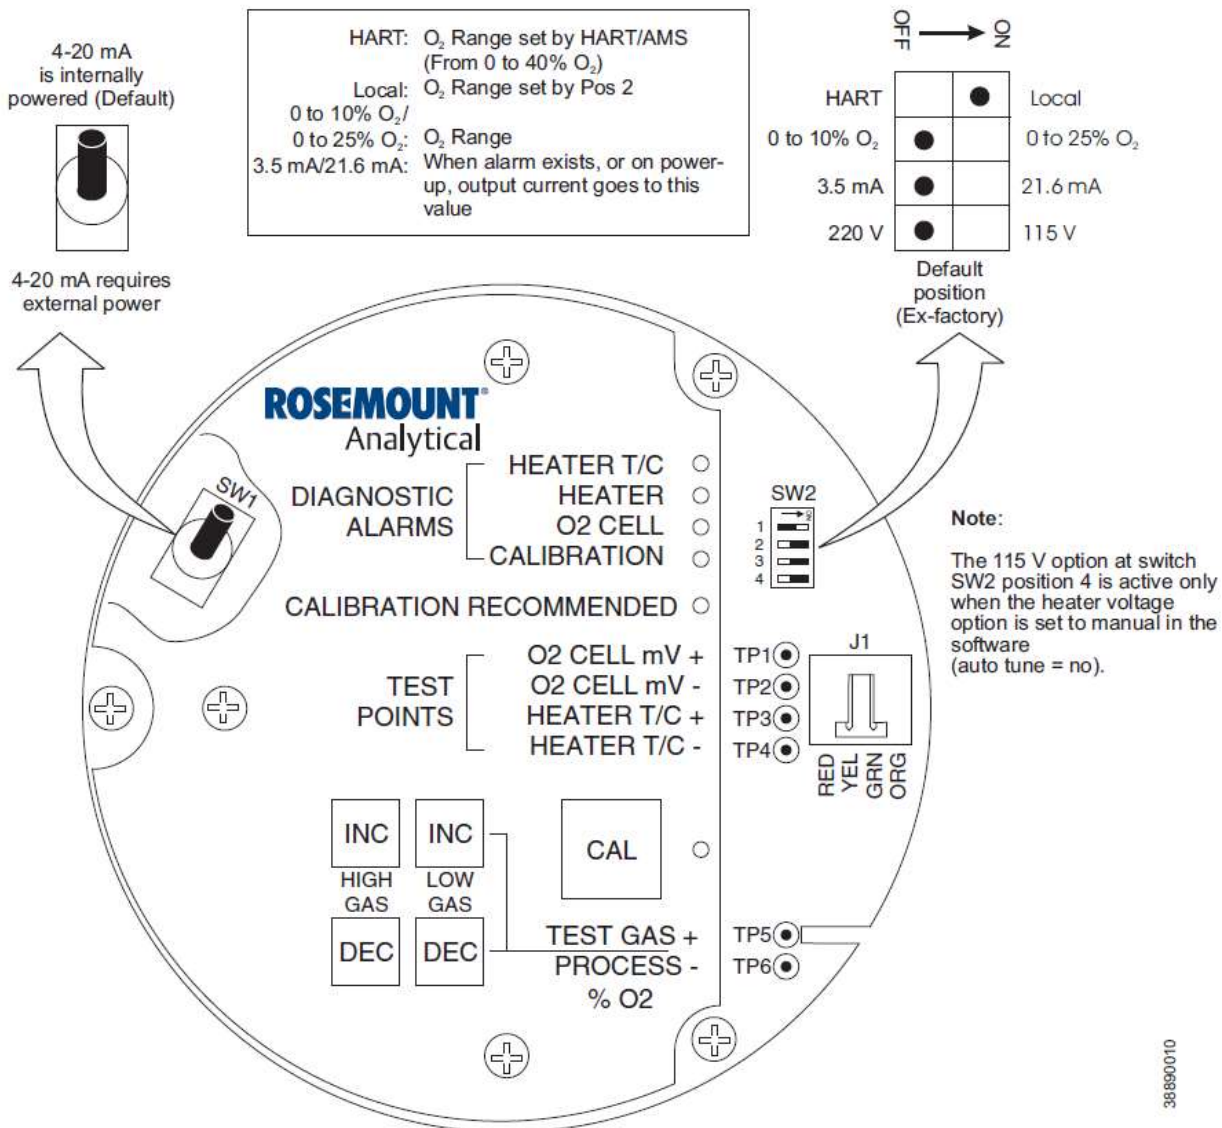 4-20 mA
is internally
powered (Default)
4-20 mA requires
external power
HART: O₂ Range set by HART/AMS
(From 0 to 40% O₂)
Local: O₂ Range set by Pos 2
0 to 10% O₂/
0 to 25% O₂: O₂ Range
3.5 mA/21.6 mA: When alarm exists, or on power-
up, output current goes to this
value
OFF ON
HART Local
0 to 10% O₂ 0 to 25% O₂
3.5 mA 21.6 mA
220 V 115 V
Default
position
(Ex-factory)
ROSEMOUNT®
Analytical
SW1
DIAGNOSTIC
ALARMS
HEATER T/C
HEATER
O2 CELL
CALIBRATION
CALIBRATION RECOMMENDED
SW2
ON
1
2
3
4
Note:
The 115 V option at switch
SW2 position 4 is active only
when the heater voltage
option is set to manual in the
software
(auto tune = no).
TEST
POINTS
O2 CELL mV + TP1
O2 CELL mV - TP2
HEATER T/C + TP3
HEATER T/C - TP4
J1
RED
YEL
GRN
ORG
INC INC CAL
HIGH
GAS
LOW
GAS
DEC DEC
TEST GAS + TP5
PROCESS - TP6
% O2
38890010